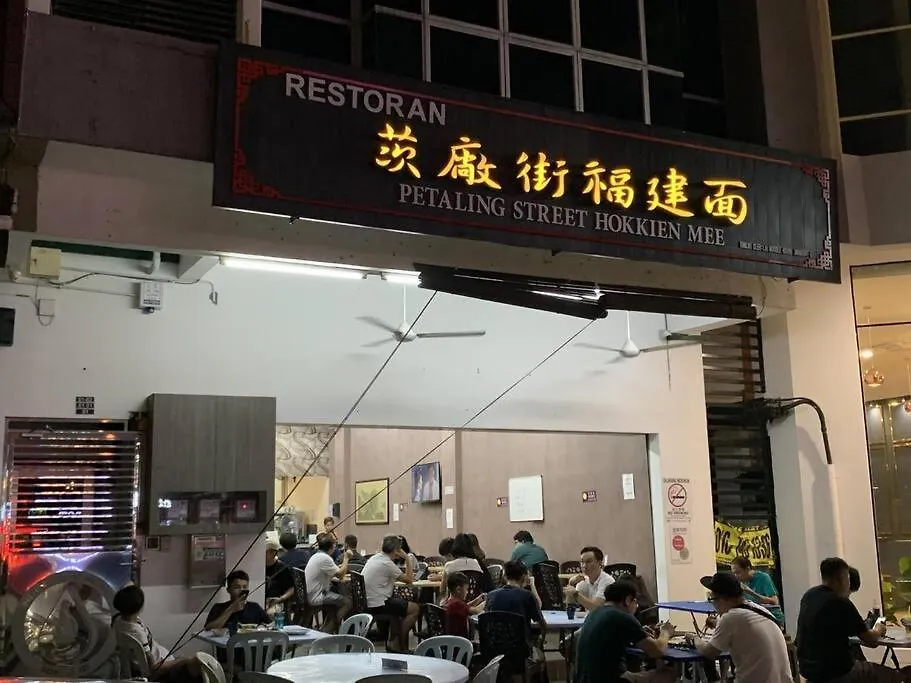 RESTORAN
茨廠街福建面
PETALING STREET HOKKIEN MEE